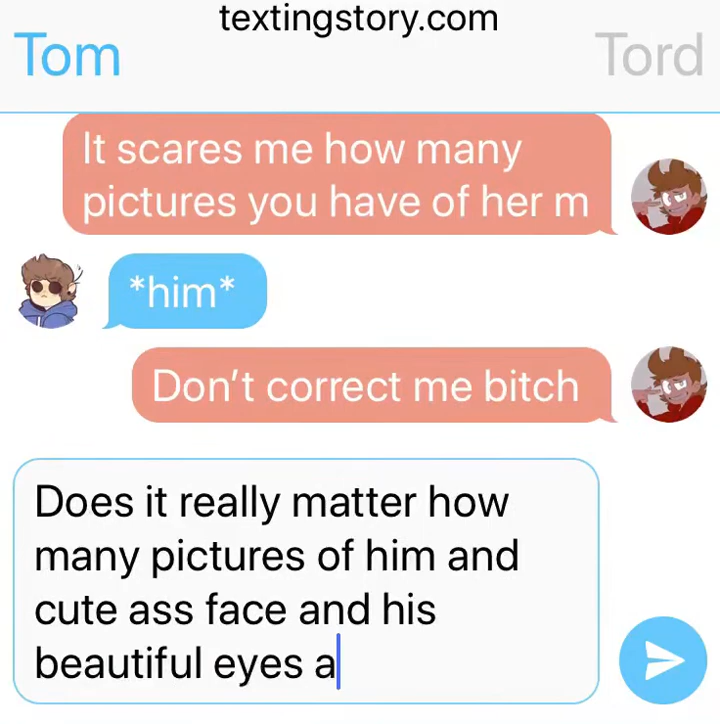 textingstory.com
Tom
Tord
It scares me how many
pictures you have of her m
*him*
Don't correct me bitch
Does it really matter how
many pictures of him and
cute ass face and his
beautiful eyes a